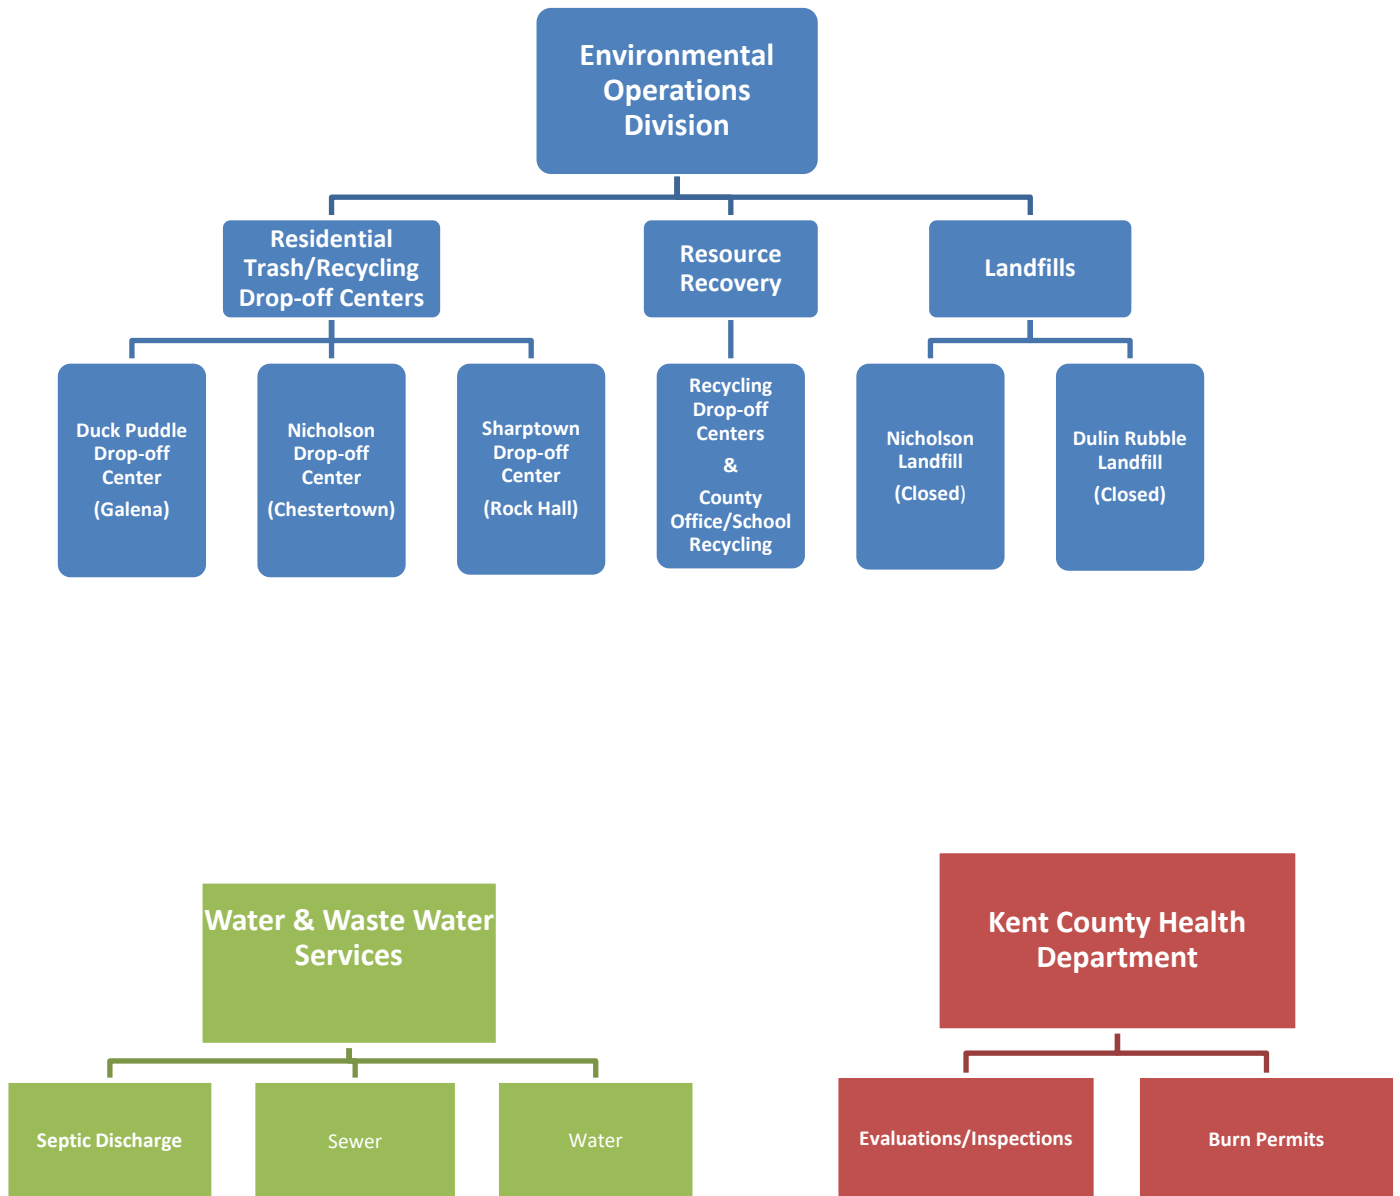 Environmental
Operations
Division
Residential
Trash/Recycling
Drop-off Centers
Resource
Recovery
Landfills
Duck Puddle
Drop-off
Center
(Galena)
Nicholson
Drop-off
Center
(Chestertown)
Sharptown
Drop-off
Center
(Rock Hall)
Recycling
Drop-off
Centers
&
County
Office/School
Recycling
Nicholson
Landfill
(Closed)
Dulin Rubble
Landfill
(Closed)
Water & Waste Water
Services
Septic Discharge
Sewer
Water
Kent County Health
Department
Evaluations/Inspections
Burn Permits